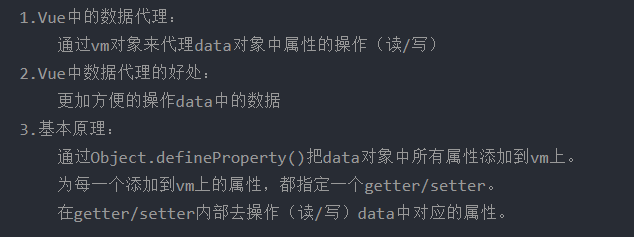 1.Vue中的数据代理：
通过vm对象来代理data对象中属性的操作（读/写）
2.Vue中数据代理的好处：
更加方便的操作data中的数据
3.基本原理：
通过Object.defineProperty()把data对象中所有属性添加到vm上。
为每一个添加到vm上的属性，都指定一个getter/setter。
在getter/setter内部去操作（读/写）data中对应的属性。